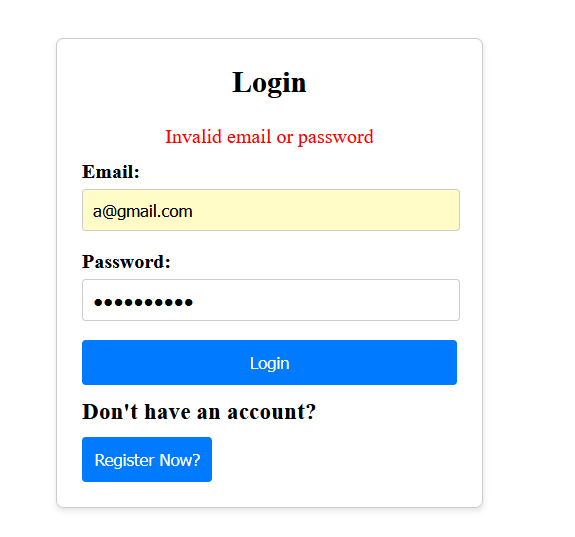 Login
Invalid email or password
Email:
a@gmail.com
Password:
••••••••••
Login
Don't have an account?
Register Now?